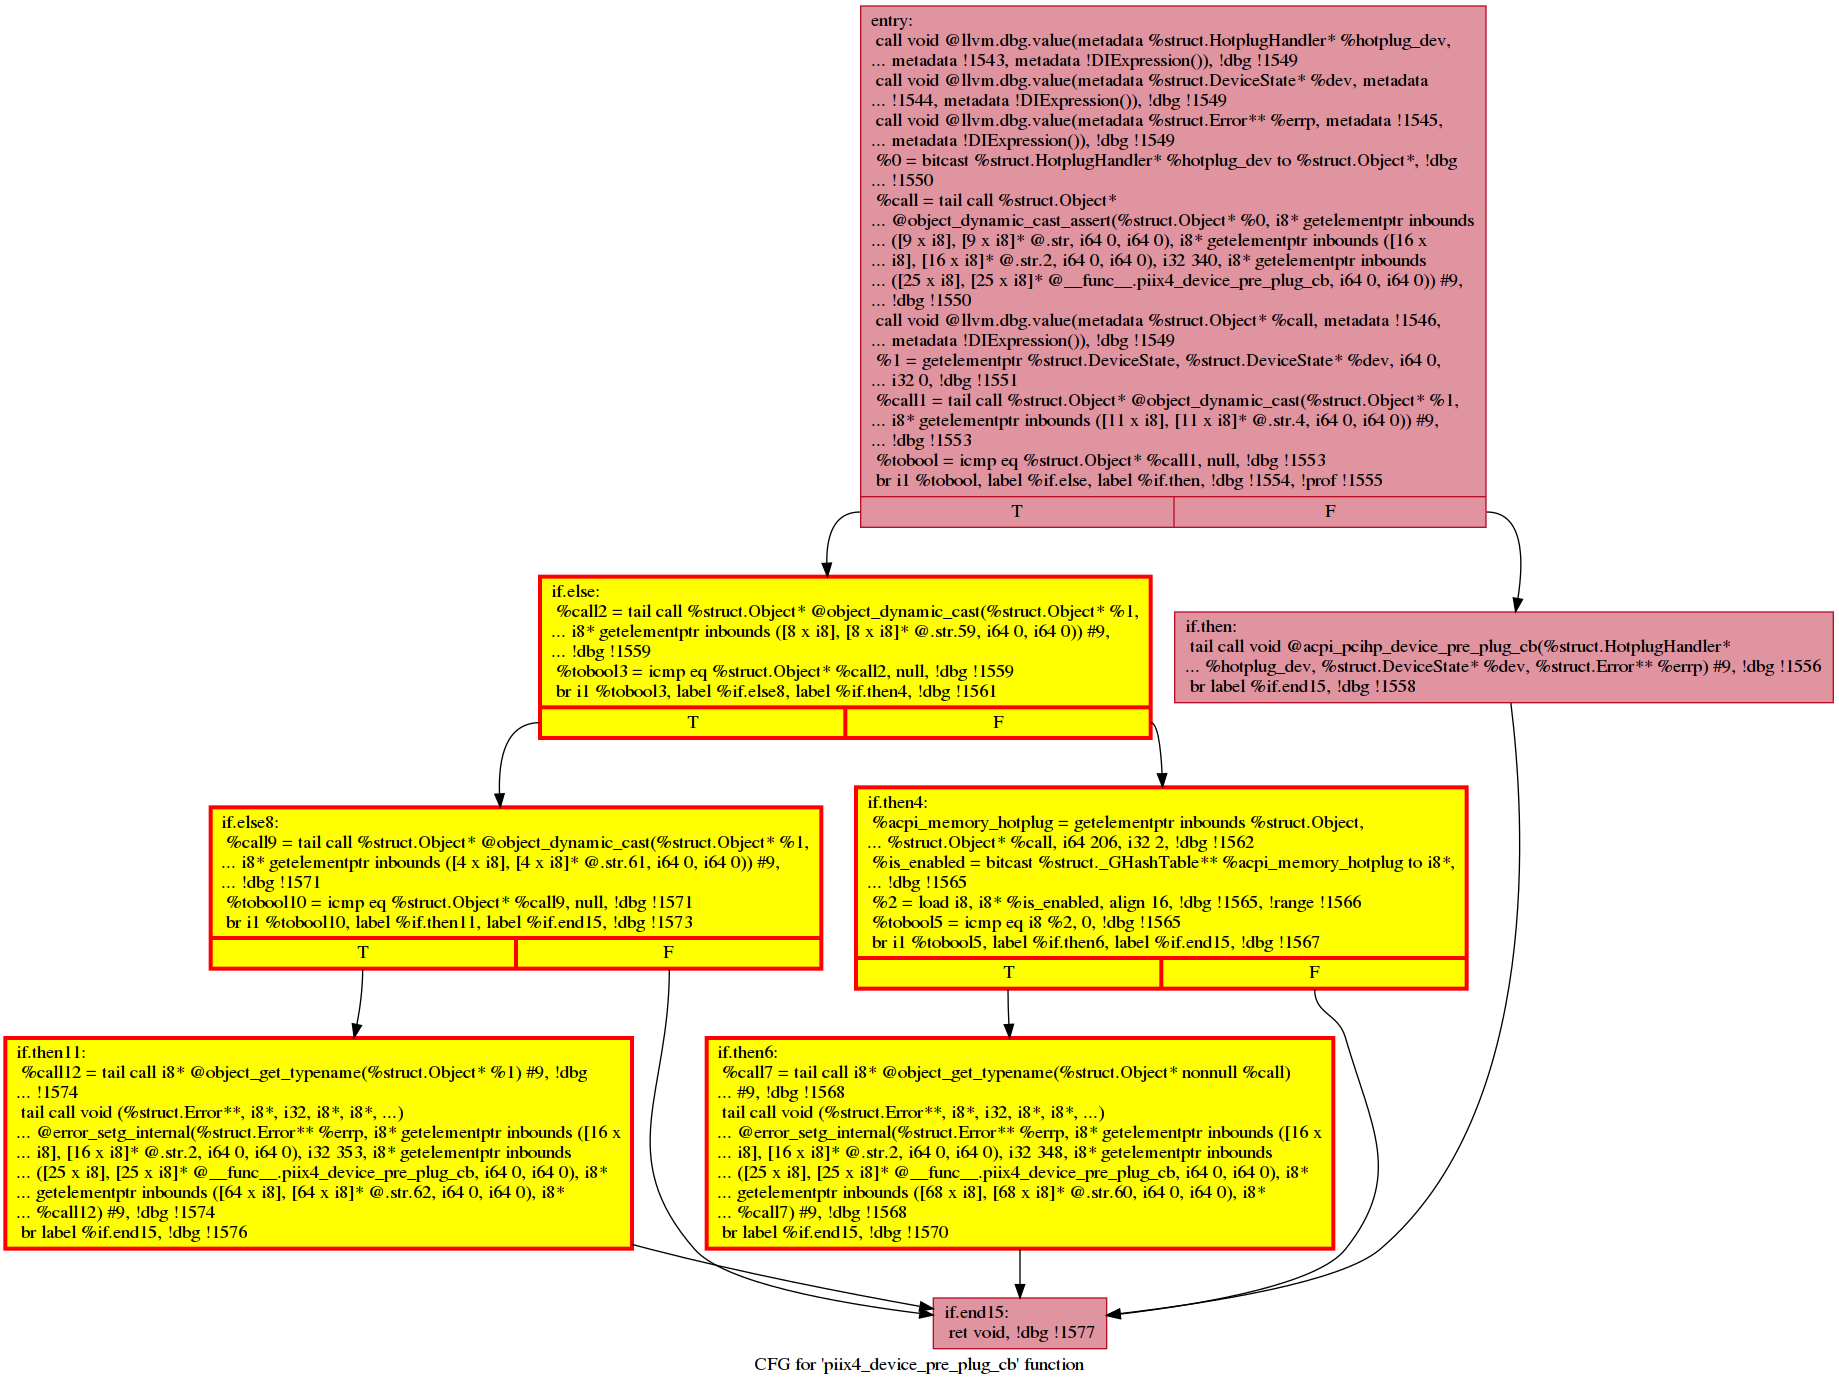 entry:
call void @llvm.dbg.value(metadata %struct.HotplugHandler* %hotplug_dev,
... metadata !1543, metadata !DIExpression()), !dbg !1549
call void @llvm.dbg.value(metadata %struct.DeviceState* %dev, metadata
... !1544, metadata !DIExpression()), !dbg !1549
call void @llvm.dbg.value(metadata %struct.Error** %errp, metadata !1545,
... metadata !DIExpression()), !dbg !1549
%0 = bitcast %struct.HotplugHandler* %hotplug_dev to %struct.Object*, !dbg
... !1550
%call = tail call %struct.Object*
... @object_dynamic_cast_assert(%struct.Object* %0, i8* getelementptr inbounds
... ([9 x i8], [9 x i8]* @.str, i64 0, i64 0), i8* getelementptr inbounds ([16 x
... i8], [16 x i8]* @.str.2, i64 0, i64 0), i32 340, i8* getelementptr inbounds
... ([25 x i8], [25 x i8]* @__func__.piix4_device_pre_plug_cb, i64 0, i64 0)) #9,
... !dbg !1550
call void @llvm.dbg.value(metadata %struct.Object* %call, metadata !1546,
... metadata !DIExpression()), !dbg !1549
%1 = getelementptr %struct.DeviceState, %struct.DeviceState* %dev, i64 0,
... i32 0, !dbg !1551
%call1 = tail call %struct.Object* @object_dynamic_cast(%struct.Object* %1,
... i8* getelementptr inbounds ([11 x i8], [11 x i8]* @.str.4, i64 0, i64 0)) #9,
... !dbg !1553
%tobool = icmp eq %struct.Object* %call1, null, !dbg !1553
br i1 %tobool, label %if.else, label %if.then, !dbg !1554, !prof !1555
T F
if.else:
%call2 = tail call %struct.Object* @object_dynamic_cast(%struct.Object* %1,
... i8* getelementptr inbounds ([8 x i8], [8 x i8]* @.str.59, i64 0, i64 0)) #9,
... !dbg !1559
%tobool3 = icmp eq %struct.Object* %call2, null, !dbg !1559
br i1 %tobool3, label %if.else8, label %if.then4, !dbg !1561
T F
if.then:
tail call void @acpi_pcihp_device_pre_plug_cb(%struct.HotplugHandler*
... %hotplug_dev, %struct.DeviceState* %dev, %struct.Error** %errp) #9, !dbg !1556
br label %if.end15, !dbg !1558
if.else8:
%call9 = tail call %struct.Object* @object_dynamic_cast(%struct.Object* %1,
... i8* getelementptr inbounds ([4 x i8], [4 x i8]* @.str.61, i64 0, i64 0)) #9,
... !dbg !1571
%tobool10 = icmp eq %struct.Object* %call9, null, !dbg !1571
br i1 %tobool10, label %if.then11, label %if.end15, !dbg !1573
T F
if.then4:
%acpi_memory_hotplug = getelementptr inbounds %struct.Object,
... %struct.Object* %call, i64 206, i32 2, !dbg !1562
%is_enabled = bitcast %struct._GHashTable** %acpi_memory_hotplug to i8*,
... !dbg !1565
%2 = load i8, i8* %is_enabled, align 16, !dbg !1565, !range !1566
%tobool5 = icmp eq i8 %2, 0, !dbg !1565
br i1 %tobool5, label %if.then6, label %if.end15, !dbg !1567
T F
if.then11:
%call12 = tail call i8* @object_get_typename(%struct.Object* %1) #9, !dbg
... !1574
tail call void (%struct.Error**, i8*, i32, i8*, i8*, ...)
... @error_setg_internal(%struct.Error** %errp, i8* getelementptr inbounds ([16 x
... i8], [16 x i8]* @.str.2, i64 0, i64 0), i32 353, i8* getelementptr inbounds
... ([25 x i8], [25 x i8]* @__func__.piix4_device_pre_plug_cb, i64 0, i64 0), i8*
... getelementptr inbounds ([64 x i8], [64 x i8]* @.str.62, i64 0, i64 0), i8*
... %call12) #9, !dbg !1574
br label %if.end15, !dbg !1576
if.then6:
%call7 = tail call i8* @object_get_typename(%struct.Object* nonnull %call)
... #9, !dbg !1568
tail call void (%struct.Error**, i8*, i32, i8*, i8*, ...)
... @error_setg_internal(%struct.Error** %errp, i8* getelementptr inbounds ([16 x
... i8], [16 x i8]* @.str.2, i64 0, i64 0), i32 348, i8* getelementptr inbounds
... ([25 x i8], [25 x i8]* @__func__.piix4_device_pre_plug_cb, i64 0, i64 0), i8*
... getelementptr inbounds ([68 x i8], [68 x i8]* @.str.60, i64 0, i64 0), i8*
... %call7) #9, !dbg !1568
br label %if.end15, !dbg !1570
if.end15:
ret void, !dbg !1577
CFG for 'piix4_device_pre_plug_cb' function